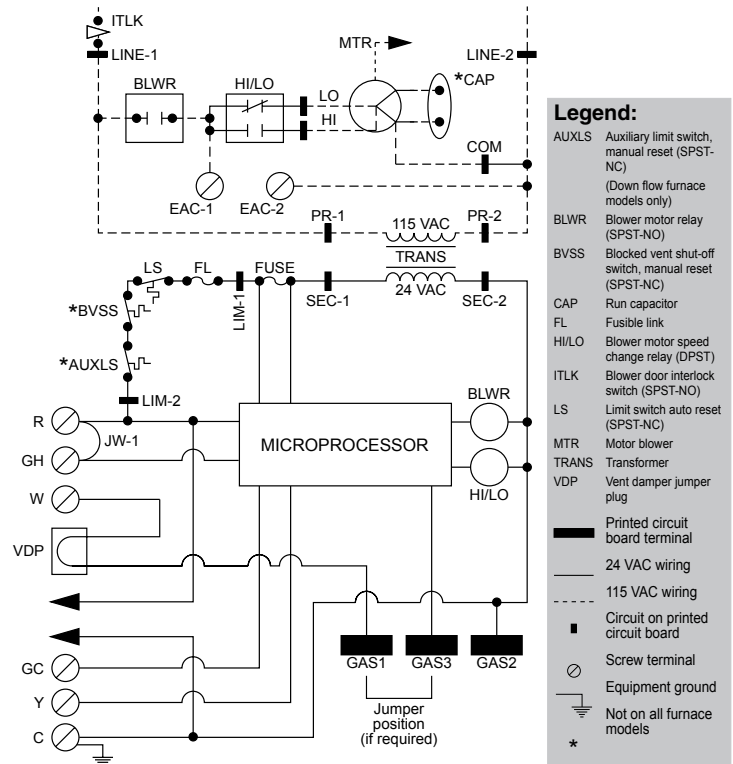 ITLK
LINE-1
MTR
LINE-2
BLWR
HI/LO
LO
HI
*CAP
COM
EAC-1
EAC-2
PR-1
115 VAC
PR-2
TRANS
24 VAC
LS
FL
LIM-1
FUSE
SEC-1
SEC-2
*BVSS
*AUXLS
LIM-2
R
JW-1
GH
W
VDP
MICROPROCESSOR
BLWR
HI/LO
GAS1
GAS3
GAS2
GC
Y
C
Jumper
position
(if required)
Legend:
AUXLS Auxiliary limit switch,
manual reset (SPST-
NC)
(Down flow furnace
models only)
BLWR Blower motor relay
(SPST-NO)
BVSS Blocked vent shut-off
switch, manual reset
(SPST-NC)
CAP Run capacitor
FL Fusible link
HI/LO Blower motor speed
change relay (DPST)
ITLK Blower door interlock
switch (SPST-NO)
LS Limit switch auto reset
(SPST-NC)
MTR Motor blower
TRANS Transformer
VDP Vent damper jumper
plug
Printed circuit
board terminal
24 VAC wiring
115 VAC wiring
Circuit on printed
circuit board
Screw terminal
Equipment ground
Not on all furnace
models
*